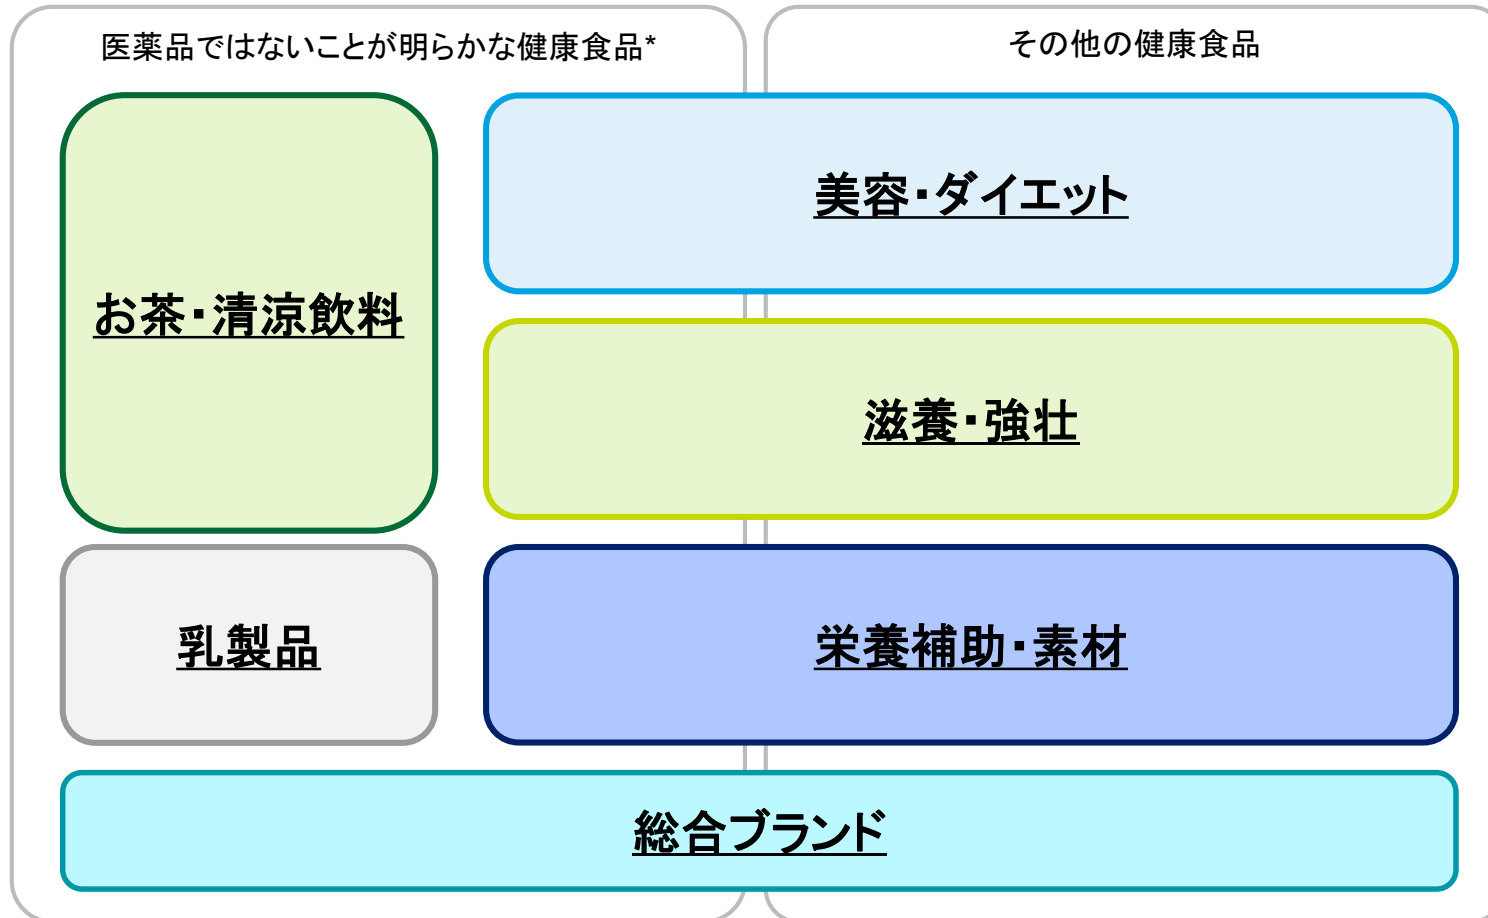 医薬品ではないことが明らかな健康食品*
その他の健康食品
美容・ダイエット
お茶・清涼飲料
滋養・強壮
乳製品
栄養補助・素材
総合ブランド